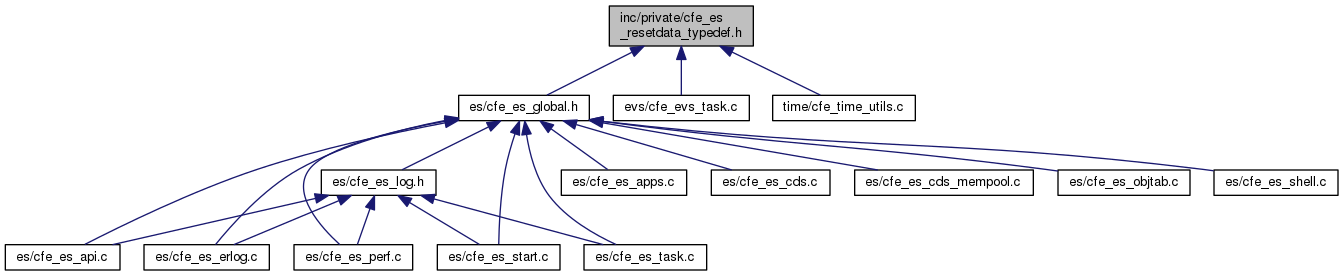 inc/private/cfe_es
_resetdata_typedef.h
es/cfe_es_global.h
evs/cfe_evs_task.c
time/cfe_time_utils.c
es/cfe_es_log.h
es/cfe_es_apps.c
es/cfe_es_cds.c
es/cfe_es_cds_mempool.c
es/cfe_es_objtab.c
es/cfe_es_shell.c
es/cfe_es_api.c
es/cfe_es_erlog.c
es/cfe_es_perf.c
es/cfe_es_start.c
es/cfe_es_task.c